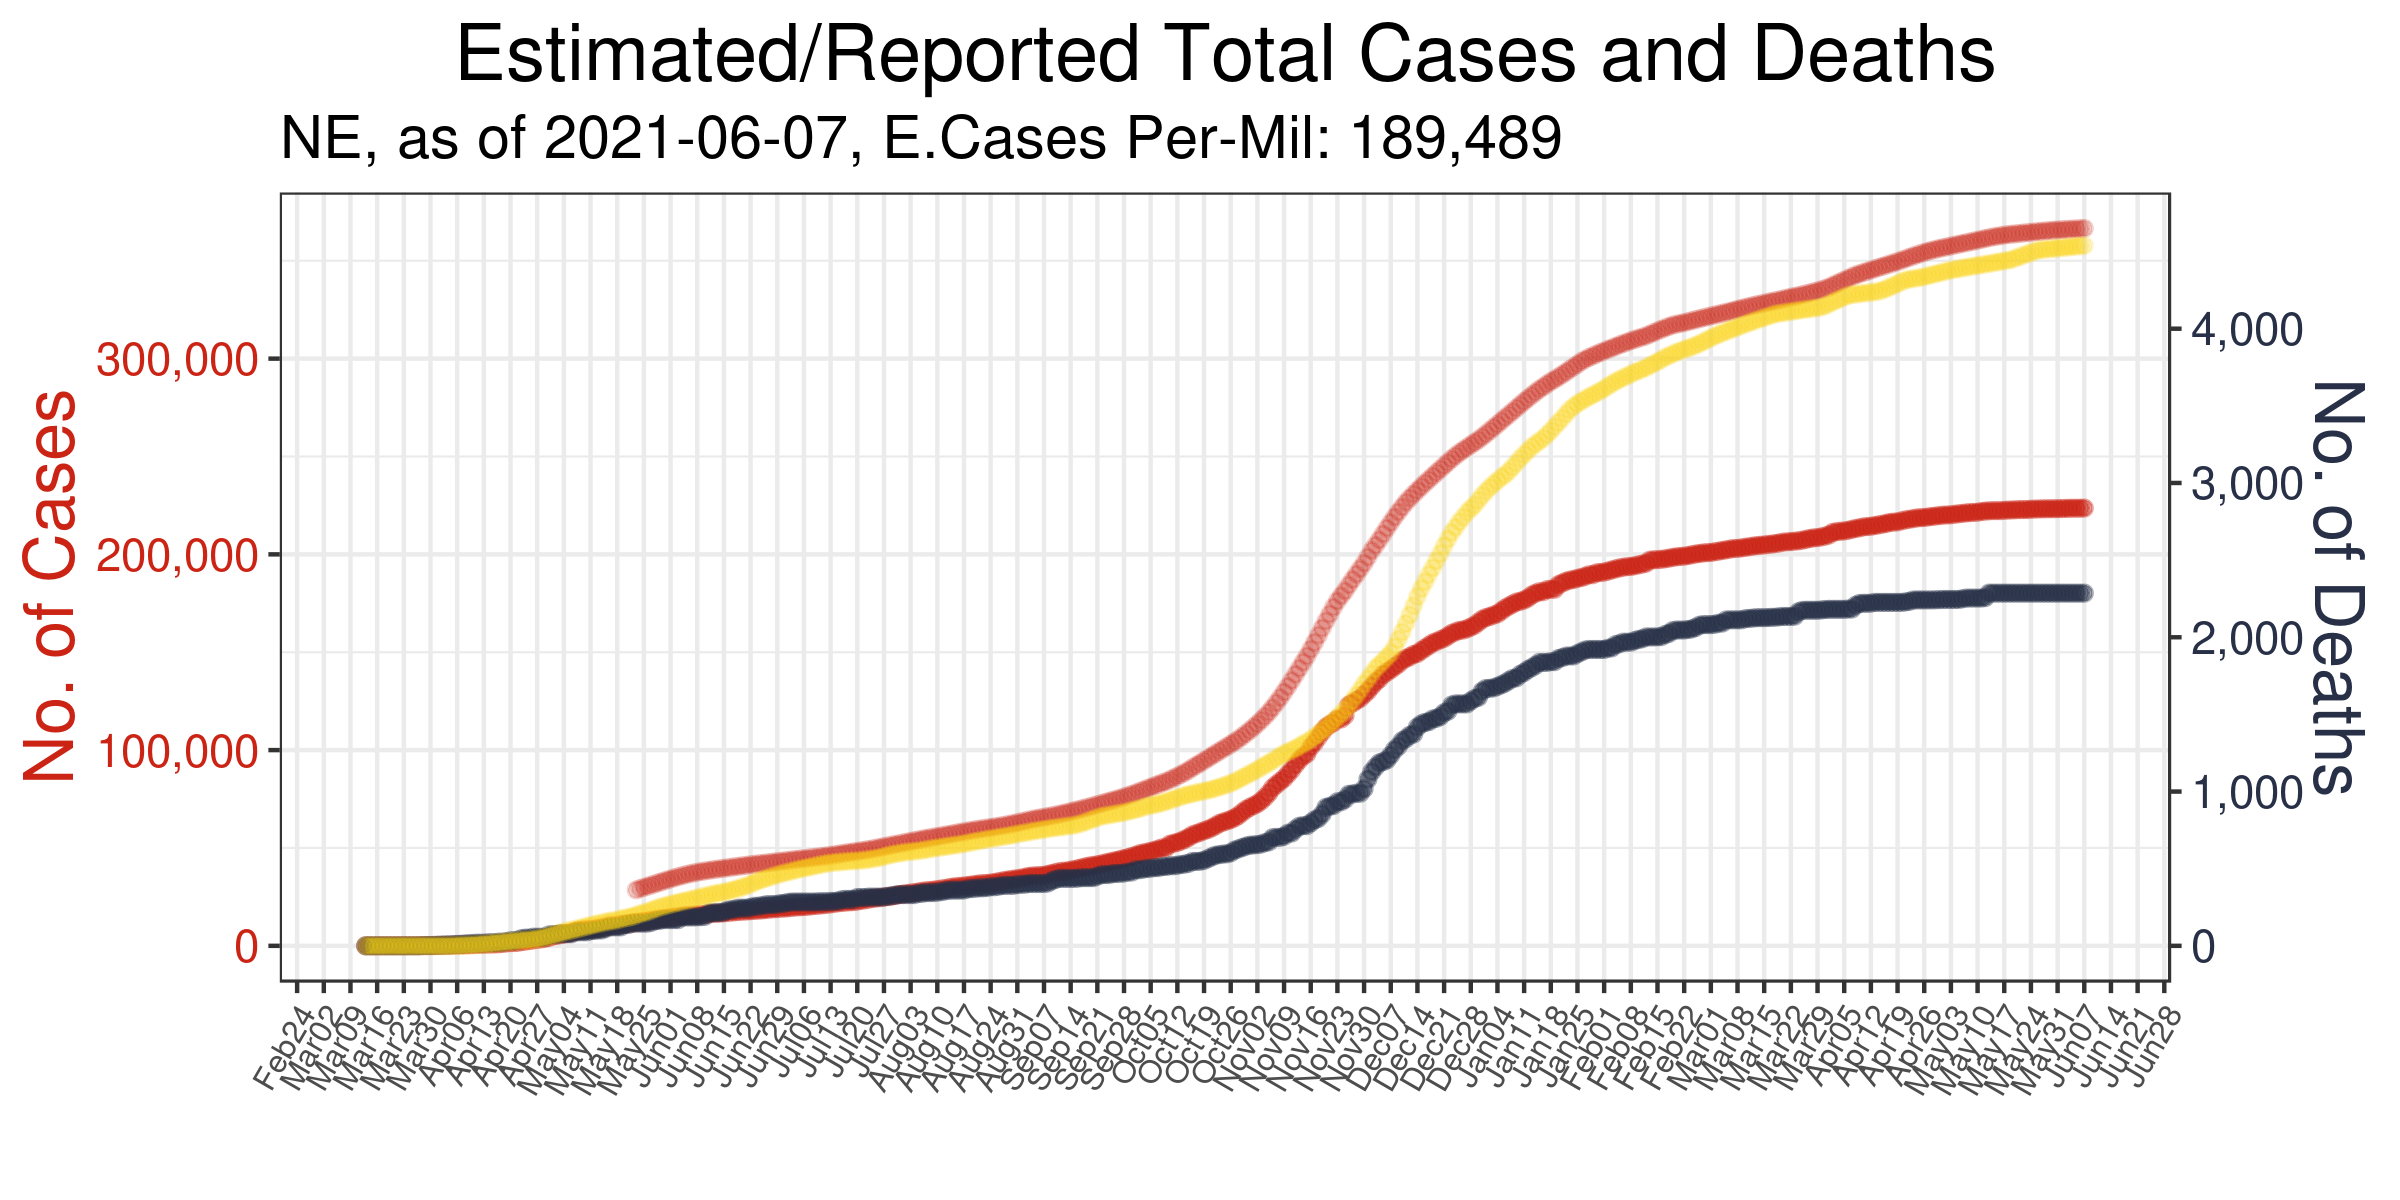 Estimated/Reported Total Cases and Deaths
NE, as of 2021-06-07, E.Cases Per-Mil: 189,489
No. of Cases
300,000
200,000
100,000
0
4,000
3,000
2,000
1,000
0
No. of Deaths
Feb24
Mar02
Mar09
Mar16
Mar23
Mar30
Apr06
Apr13
Apr20
Apr27
May04
May11
May18
May25
Jun01
Jun08
Jun15
Jun22
Jun29
Jul06
Jul13
Jul20
Jul27
Aug03
Aug10
Aug17
Aug24
Aug31
Sep07
Sep14
Sep21
Sep28
Oct05
Oct12
Oct19
Oct26
Nov02
Nov09
Nov16
Nov23
Nov30
Dec07
Dec14
Dec21
Dec28
Jan04
Jan11
Jan18
Jan25
Feb01
Feb08
Feb15
Feb22
Mar01
Mar08
Mar15
Mar22
Mar29
Apr05
Apr12
Apr19
Apr26
May03
May10
May17
May24
May31
Jun07
Jun14
Jun21
Jun28